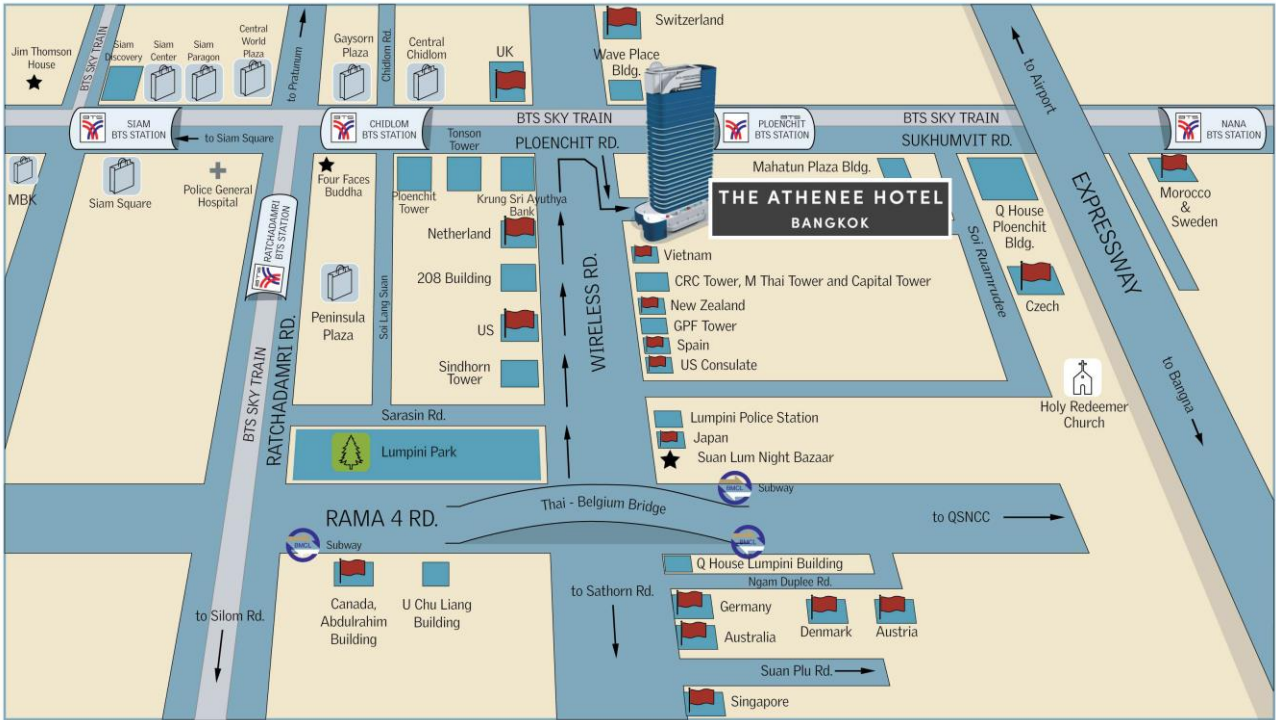 Jim Thomson
House
BTS SKY TRAIN
Siam
Discovery
Siam
Center
Siam
Paragon
Central
World
Plaza
to Pratunum
Gaysorn
Plaza
Chidlom Rd.
Central
Chidlom
UK
Switzerland
Wave Place
Bldg.
to Airport
BTS
SIAM
BTS STATION
to Siam Square
BTS
CHIDLOM
BTS STATION
BTS SKY TRAIN
BTS
PLOENCHIT
BTS STATION
BTS SKY TRAIN
BTS
NANA
BTS STATION
Tonson
Tower
PLOENCHIT RD.
SUKHUMVIT RD.
MBK
Siam Square
Police General
Hospital
Four Faces
Buddha
Ploenchit
Tower
Krung Sri Ayuthya
Bank
Mahatun Plaza Bldg.
THE ATHENEE HOTEL
BANGKOK
Q House
Ploenchit
Bldg.
EXPRESSWAY
Morocco
&
Sweden
RATCHADAMRI
BTS STATION
BTS
Netherland
208 Building
US
Sindhorn
Tower
Peninsula
Plaza
Soi Lang Suan
WIRELESS RD.
Vietnam
CRC Tower, M Thai Tower and Capital Tower
New Zealand
GPF Tower
Spain
US Consulate
Soi Ruamrudee
Czech
BTS SKY TRAIN
RATCHADAMRI RD.
Sarasin Rd.
Lumpini Park
Lumpini Police Station
Japan
Suan Lum Night Bazaar
Holy Redeemer
Church
to Bangna
BMCL
Subway
Thai - Belgium Bridge
RAMA 4 RD.
to QSNCC
BMCL
Subway
BMCL
Q House Lumpini Building
Ngam Duplee Rd.
to Silom Rd.
Canada,
Abdulrahim
Building
U Chu Liang
Building
to Sathorn Rd.
Germany
Australia
Denmark
Austria
Suan Plu Rd.
Singapore